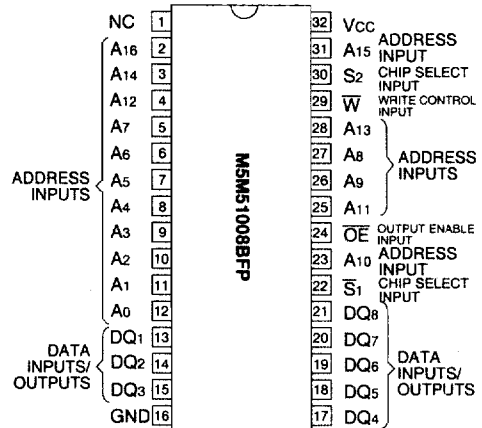 NC 1
A16 2
A14 3
A12 4
A7 5
A6 6
A5 7
A4 8
A3 9
A2 10
A1 11
A0 12
DQ1 13
DQ2 14
DQ3 15
GND 16
ADDRESS
INPUTS
DATA
INPUTS/
OUTPUTS
M5M51008BFP
32 VCC
31 A15 ADDRESS
INPUT
30 S2 CHIP SELECT
INPUT
29 W̅ WRITE CONTROL
INPUT
28 A13
27 A8
26 A9
25 A11
ADDRESS
INPUTS
24 O̅E̅ OUTPUT ENABLE
INPUT
23 A10 ADDRESS
INPUT
22 S̅1 CHIP SELECT
INPUT
21 DQ8
20 DQ7
19 DQ6
18 DQ5
17 DQ4
DATA
INPUTS/
OUTPUTS